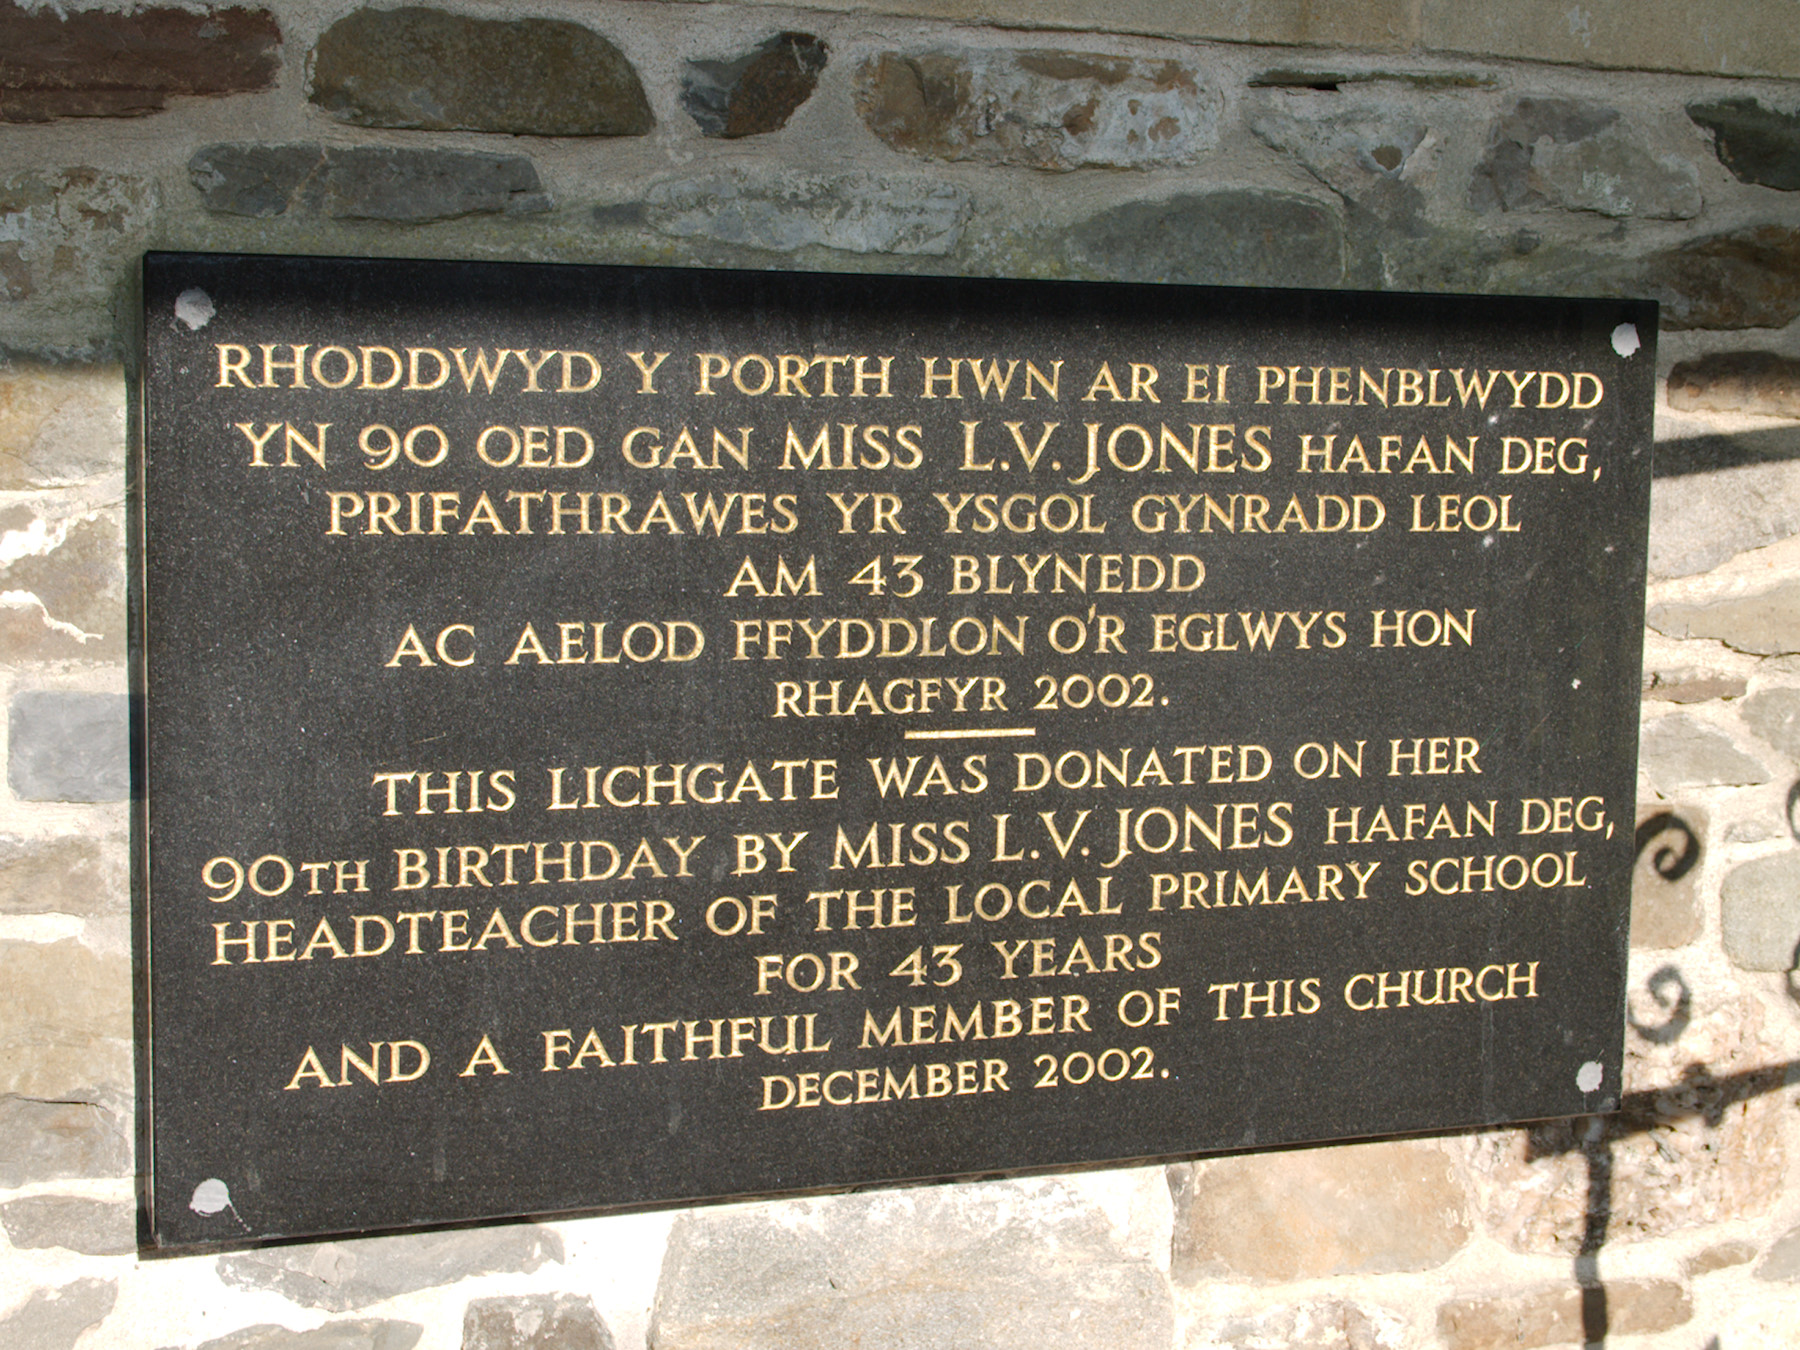 RHODDWYD Y PORTH HWN AR EI PHENBLWYDD
YN 90 OED GAN MISS L.V. JONES HAFAN DEG,
PRIFATHRAWES YR YSGOL GYNRADD LEOL
AM 43 BLYNEDD
AC AELOD FFYDDLON O'R EGLWYS HON
RHAGFYR 2002.
THIS LICHGATE WAS DONATED ON HER
90TH BIRTHDAY BY MISS L.V. JONES HAFAN DEG,
HEADTEACHER OF THE LOCAL PRIMARY SCHOOL
FOR 43 YEARS
AND A FAITHFUL MEMBER OF THIS CHURCH
DECEMBER 2002.